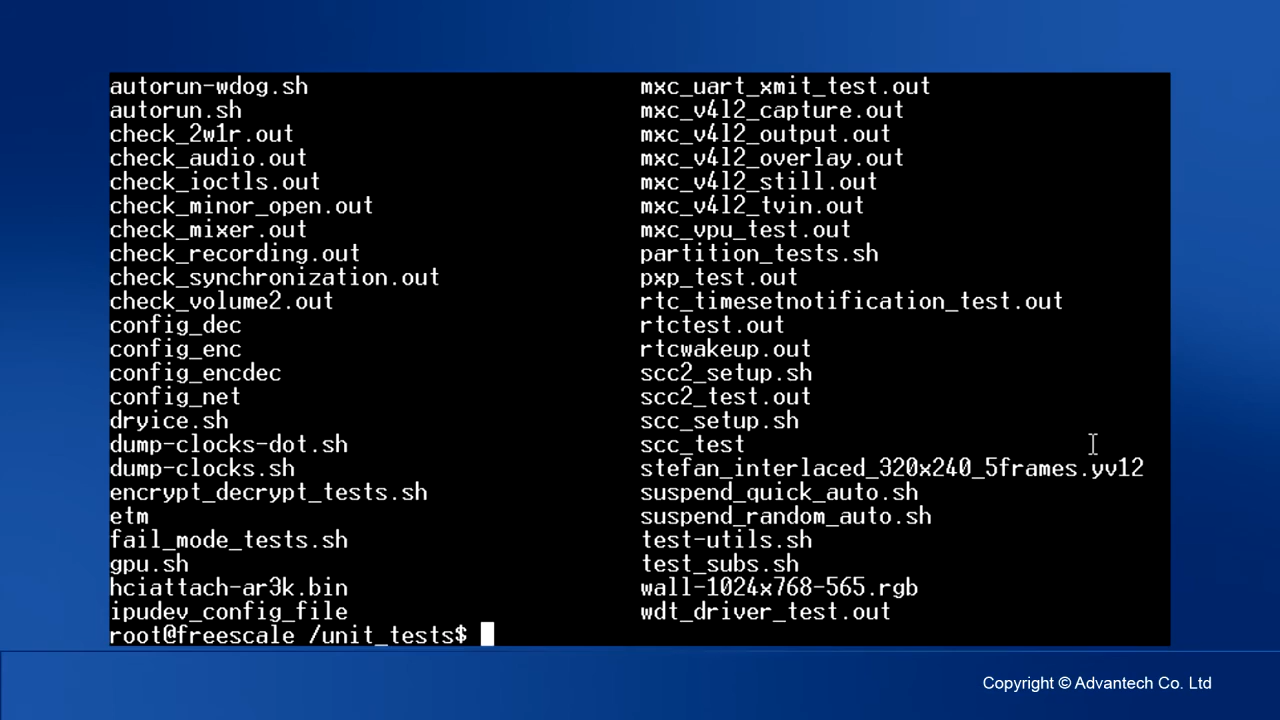 autorun-wdog.sh mxc_uart_xmit_test.out
autorun.sh mxc_v4l2_capture.out
check_2w1r.out mxc_v4l2_output.out
check_audio.out mxc_v4l2_overlay.out
check_ioctls.out mxc_v4l2_still.out
check_minor_open.out mxc_v4l2_tvin.out
check_mixer.out mxc_vpu_test.out
check_recording.out partition_tests.sh
check_synchronization.out pxp_test.out
check_volume2.out rtc_timesetnotification_test.out
config_dec rtctest.out
config_enc rtcwakeup.out
config_encdec scc2_setup.sh
config_net scc2_test.out
dryice.sh scc_setup.sh
dump-clocks-dot.sh scc_test
dump-clocks.sh stefan_interlaced_320x240_5frames.yv12
encrypt_decrypt_tests.sh suspend_quick_auto.sh
etm suspend_random_auto.sh
fail_mode_tests.sh test-utils.sh
gpu.sh test_subs.sh
hciattach-ar3k.bin wall-1024x768-565.rgb
ipudev_config_file wdt_driver_test.out
root@freescale /unit_tests$
Copyright © Advantech Co. Ltd